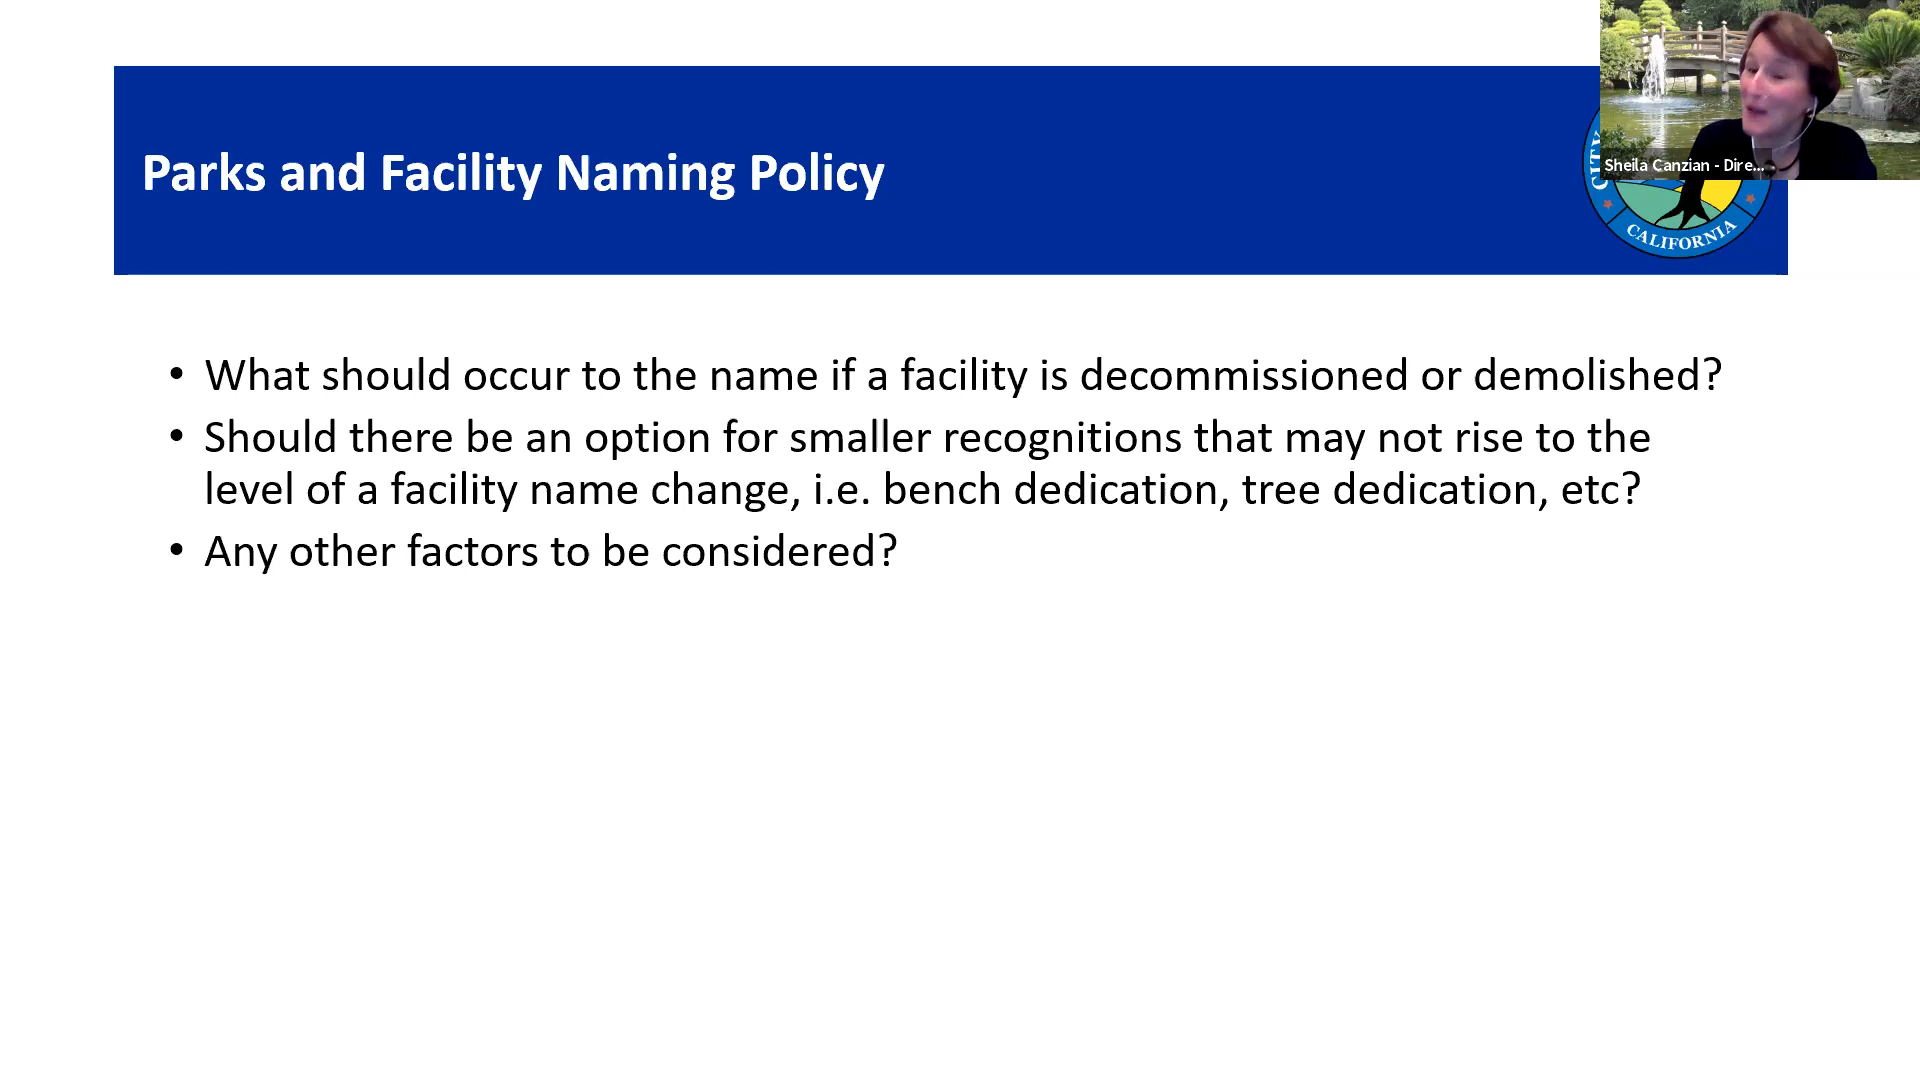 Sheila Canzian - Dire...
Parks and Facility Naming Policy
CITY
CALIFORNIA
• What should occur to the name if a facility is decommissioned or demolished?
• Should there be an option for smaller recognitions that may not rise to the
level of a facility name change, i.e. bench dedication, tree dedication, etc?
• Any other factors to be considered?